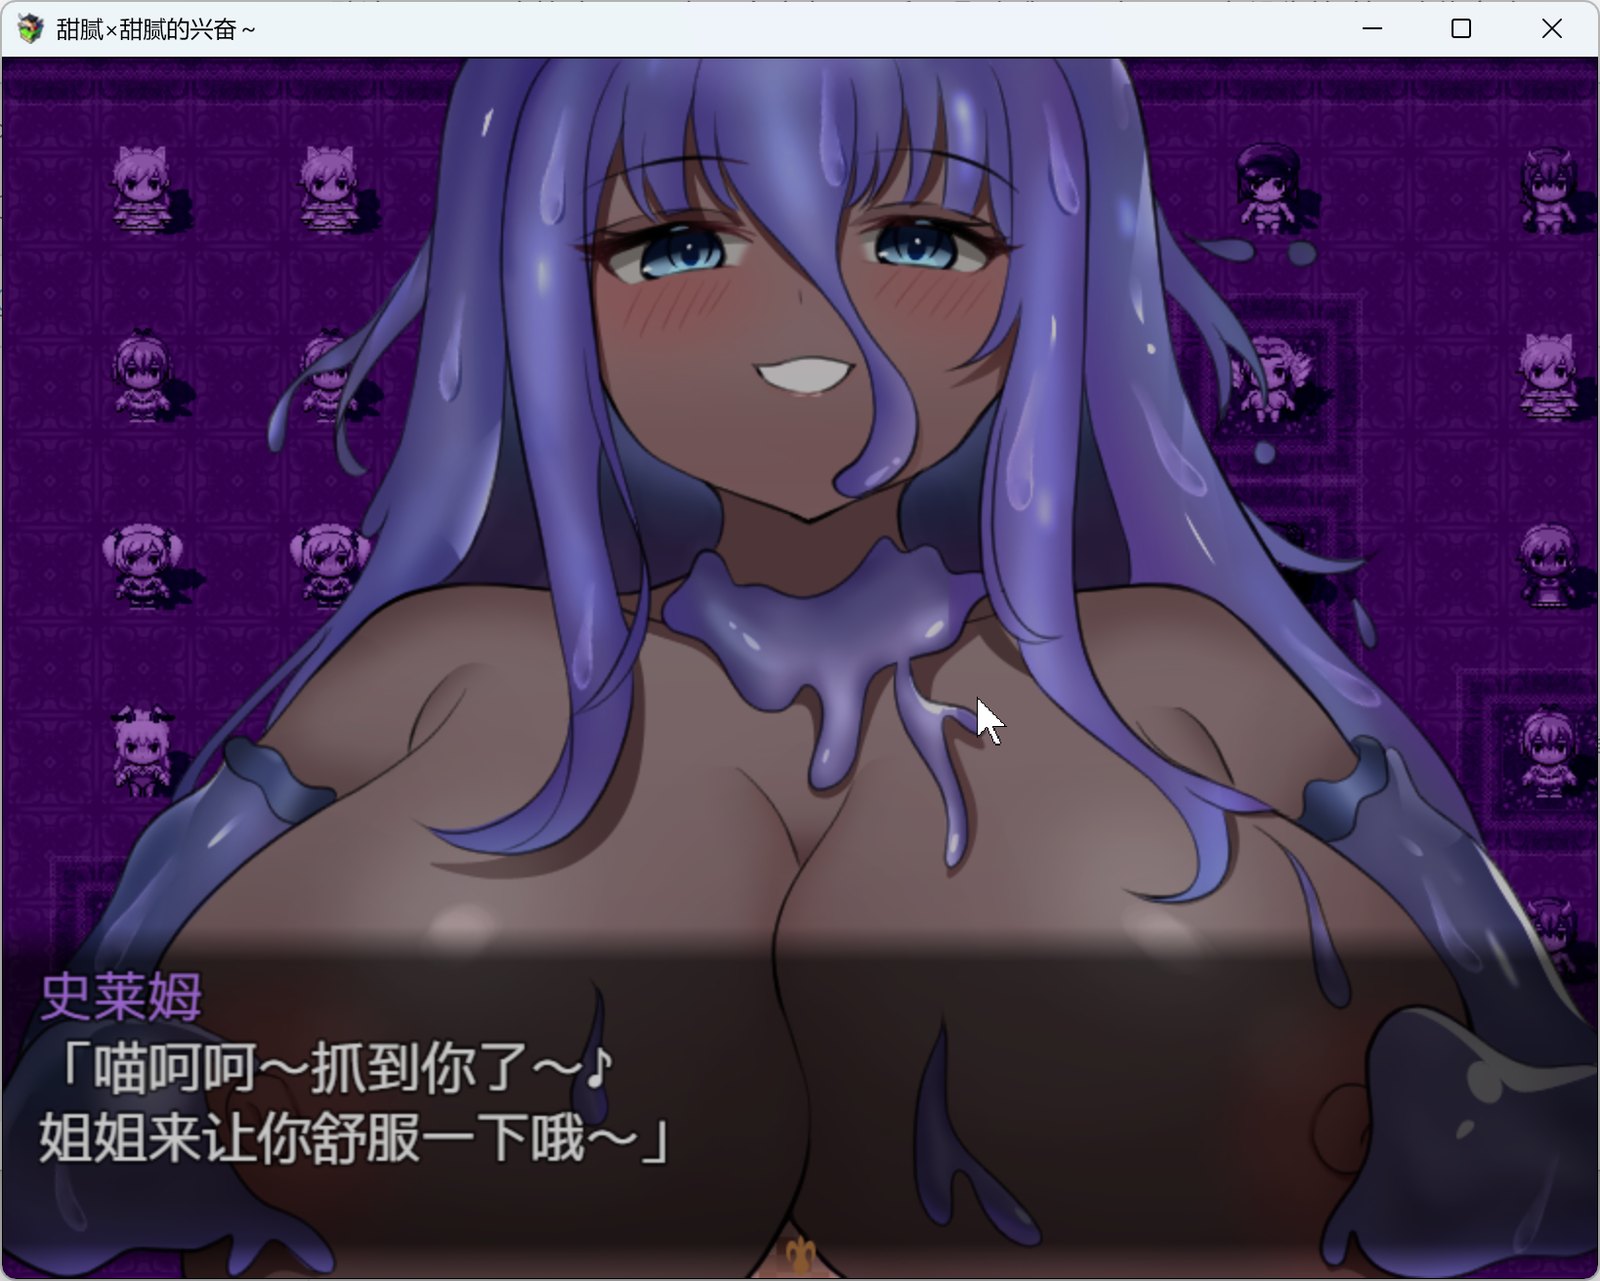 甜腻×甜腻的兴奋~
史莱姆
「喵呵呵～抓到你了～♪
姐姐来让你舒服一下哦～」